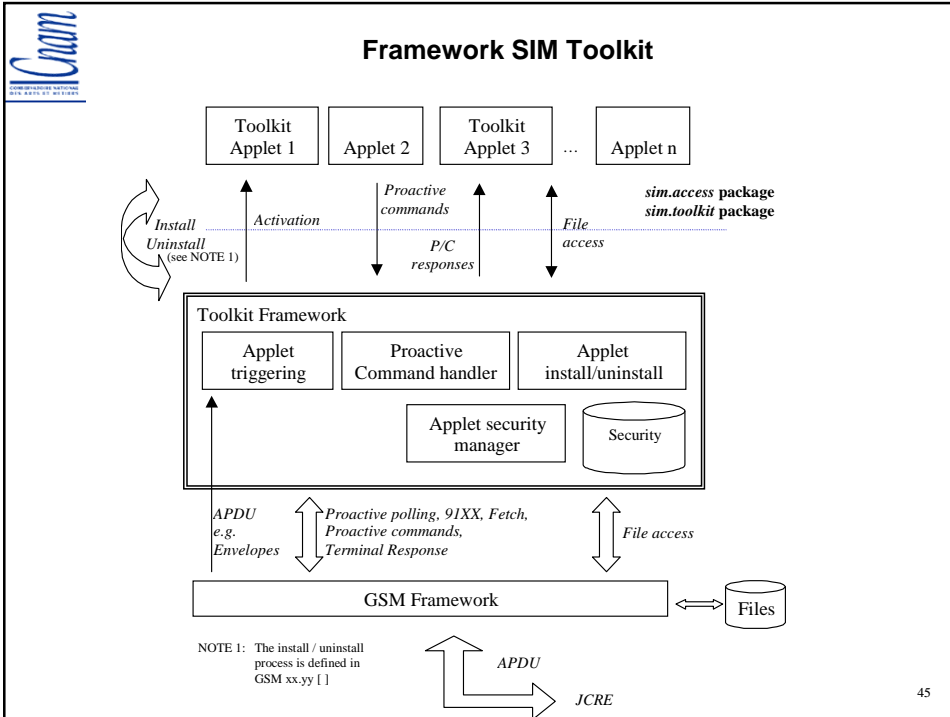 Cnam
CONSERVATOIRE NATIONAL
DES ARTS ET METIERS
Framework SIM Toolkit
Toolkit
Applet 1
Applet 2
Toolkit
Applet 3
...
Applet n
Install
Uninstall
(see NOTE 1)
Activation
Proactive
commands
P/C
responses
File
access
sim.access package
sim.toolkit package
Toolkit Framework
Applet
triggering
Proactive
Command handler
Applet
install/uninstall
Applet security
manager
Security
APDU
e.g.
Envelopes
Proactive polling, 91XX, Fetch,
Proactive commands,
Terminal Response
File access
GSM Framework
Files
NOTE 1: The install / uninstall
process is defined in
GSM xx.yy [ ]
APDU
JCRE
45